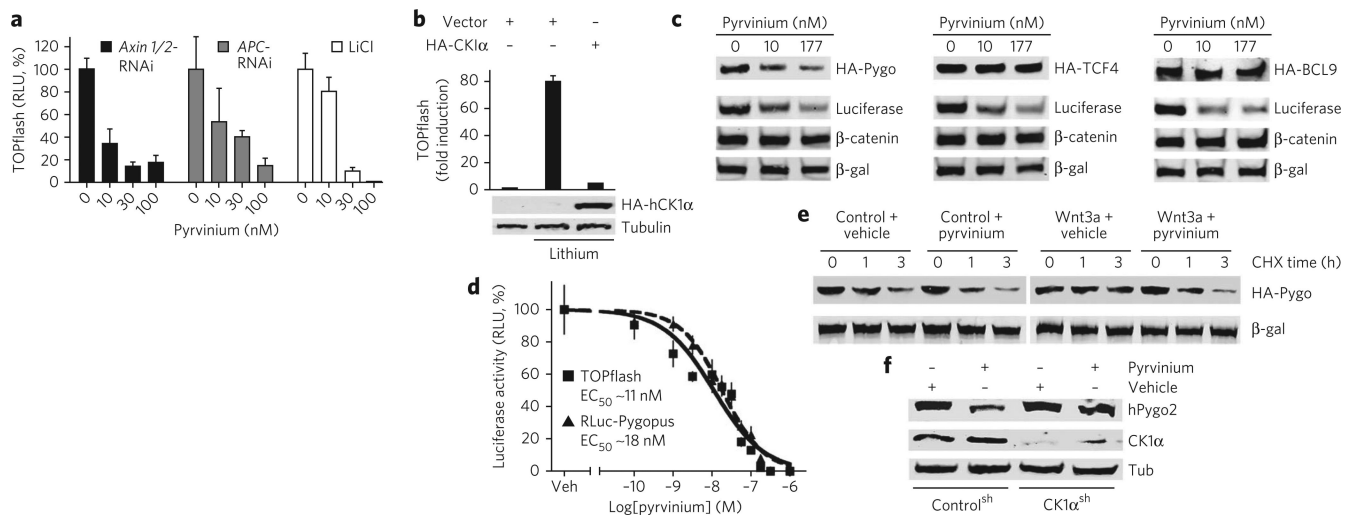 a
TOPflash (RLU, %)
Axin 1/2-
RNAi
APC-
RNAi
LiCl
120
100
80
60
40
20
0
0 10 30 100 0 10 30 100 0 10 30 100
Pyrvinium (nM)
b
Vector + + –
HA-CKIα – – +
TOPflash
(fold induction)
100
80
60
40
20
0
HA-hCK1α
Tubulin
Lithium
c
Pyrvinium (nM) Pyrvinium (nM) Pyrvinium (nM)
0 10 177 0 10 177 0 10 177
HA-Pygo HA-TCF4 HA-BCL9
Luciferase Luciferase Luciferase
β-catenin β-catenin β-catenin
β-gal β-gal β-gal
d
Luciferase activity (RLU, %)
100
80
60
40
20
0
TOPflash
EC50 ~11 nM
RLuc-Pygopus
EC50 ~18 nM
Veh –10 –9 –8 –7 –6
Log[pyrvinium] (M)
e
Control + Control + Wnt3a + Wnt3a +
vehicle pyrvinium vehicle pyrvinium
0 1 3 0 1 3 0 1 3 0 1 3 CHX time (h)
HA-Pygo
β-gal
f
– + – + Pyrvinium
+ – + – Vehicle
hPygo2
CK1α
Tub
Controlsh CK1αsh